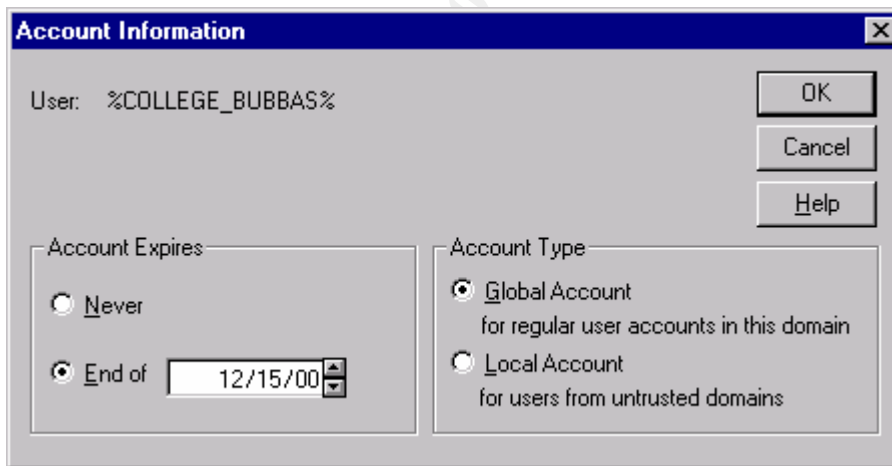 Account Information
User: %COLLEGE_BUBBAS%
OK
Cancel
Help
Account Expires
Never
End of 12/15/00
Account Type
Global Account
for regular user accounts in this domain
Local Account
for users from untrusted domains